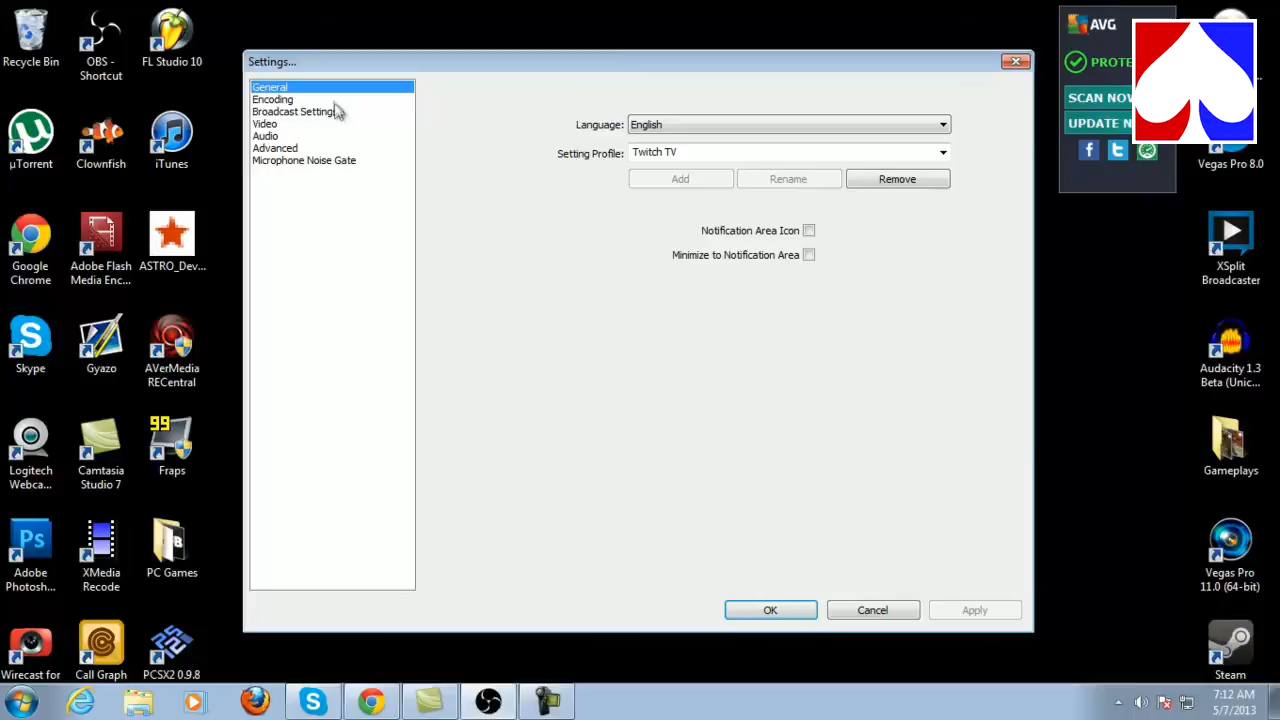 Recycle Bin
OBS -
Shortcut
FL Studio 10
µTorrent
Clownfish
iTunes
Google
Chrome
Adobe Flash
Media Enc...
ASTRO_Dev...
Skype
Gyazo
AVerMedia
RECentral
Logitech
Webca...
Camtasia
Studio 7
99
Fraps
Ps
Adobe
Photosh...
XMedia
Recode
PC Games
Wirecast for
Call Graph
PCSX2 0.9.8
Settings...
General
Encoding
Broadcast Settings
Video
Audio
Advanced
Microphone Noise Gate
Language: English
Setting Profile: Twitch TV
Add Rename Remove
Notification Area Icon
Minimize to Notification Area
OK Cancel Apply
AVG
PROTE
SCAN NOW
UPDATE N
Vegas Pro 8.0
XSplit
Broadcaster
Audacity 1.3
Beta (Unic...
Gameplays
Vegas Pro
11.0 (64-bit)
Steam
7:12 AM
5/7/2013